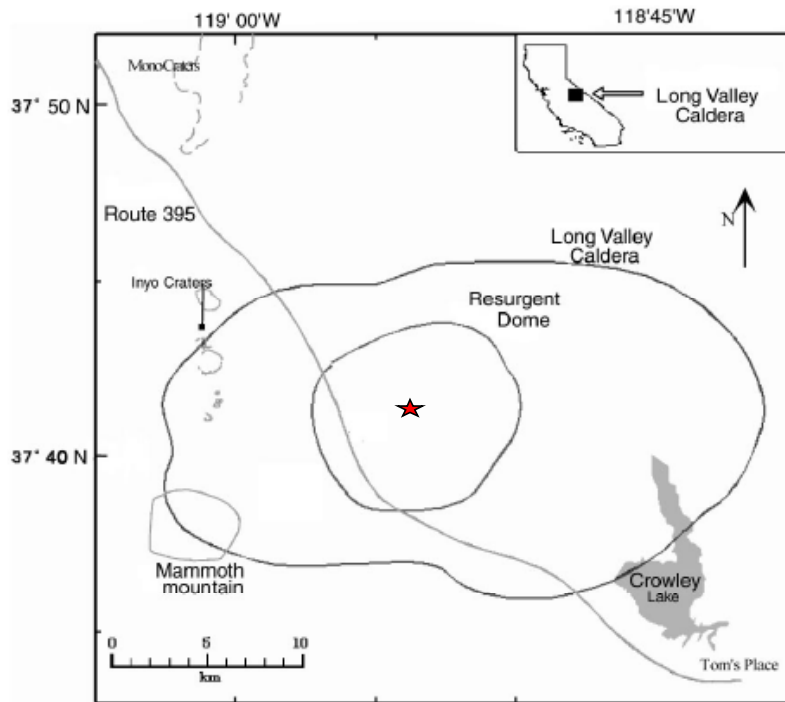 119° 00'W
118'45'W
MonoCraters
37° 50 N
Long Valley
Caldera
N
Route 395
Long Valley
Caldera
Inyo Craters
Resurgent
Dome
37° 40 N
Mammoth
mountain
Crowley
Lake
0 5 10
km
Tom's Place